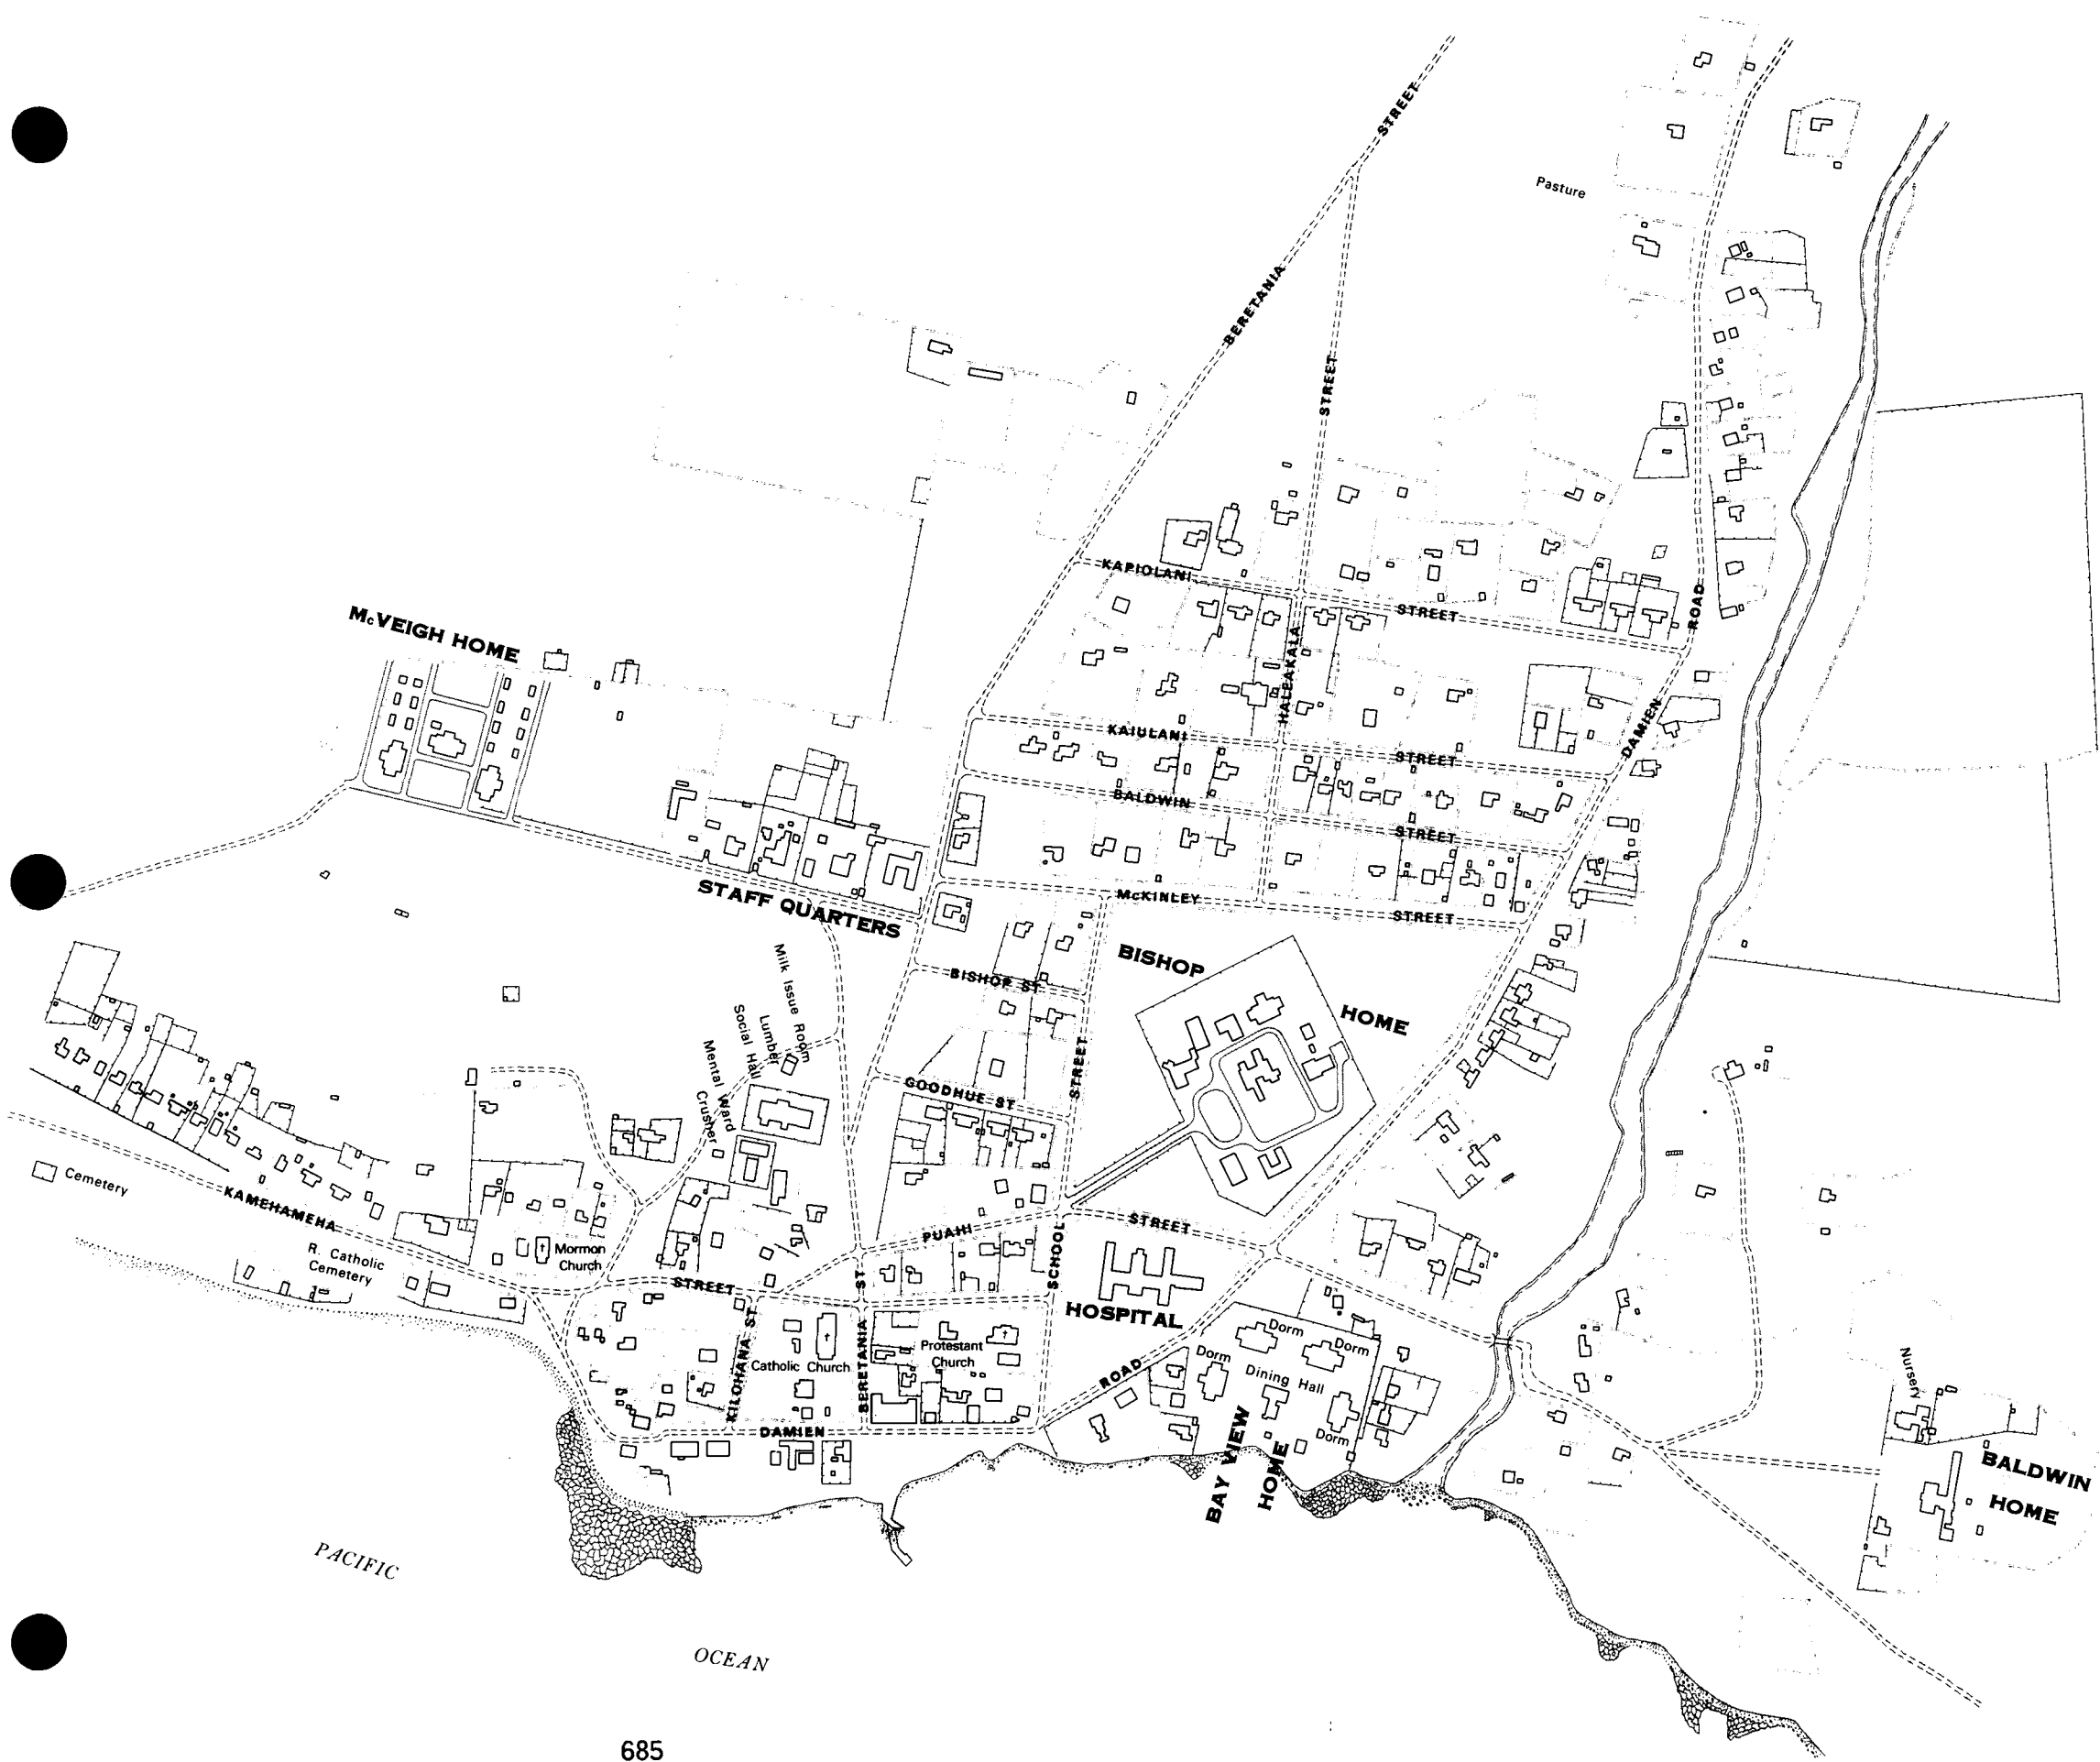 STREET
Pasture
BERETANIA
STREET
KAPIOLANI
STREET
ROAD
McVEIGH HOME
HALEAKALA
KAIULANI
STREET
DAMIEN
BALDWIN
STREET
STAFF QUARTERS
McKINLEY
STREET
BISHOP
HOME
BISHOP ST
Milk Issue Room
Lumber
Social Hall
Mental Ward
Crusher
STREET
GOODHUE ST
Cemetery
KAMEHAMEHA
R. Catholic
Cemetery
Mormon
Church
PUAHI
STREET
SCHOOL
STREET
HOSPITAL
KILOHANA ST
Catholic Church
BERETANIA ST
Protestant
Church
ROAD
DAMIEN
Dorm
Dorm
Dorm
Dining Hall
Dorm
BAY VIEW
HOME
Nursery
BALDWIN
HOME
PACIFIC
OCEAN
685